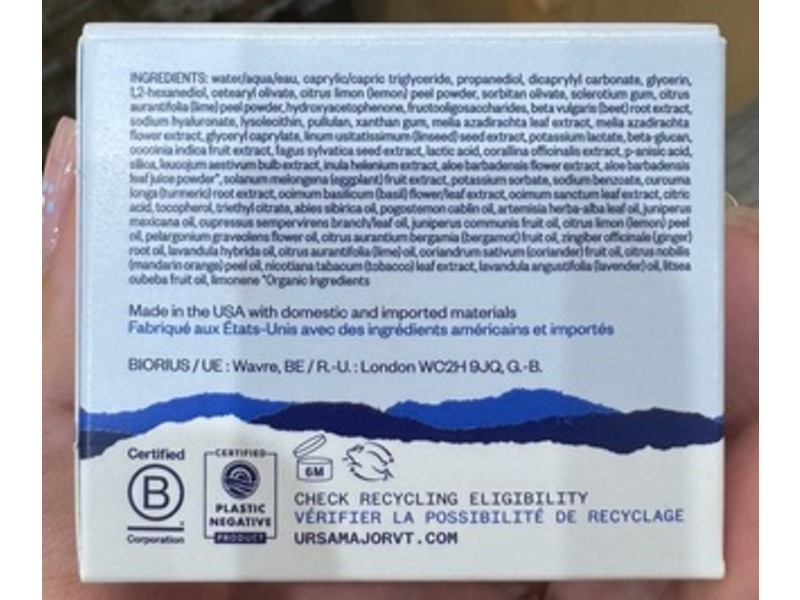 INGREDIENTS: water/aqua/eau, caprylic/capric triglyceride, propanediol, dicaprylyl carbonate, glycerin,
1,2-hexanediol, cetearyl olivate, citrus limon (lemon) peel powder, sorbitan olivate, sclerotium gum, citrus
aurantifolia (lime) peel powder, hydroxyacetophenone, fructooligosaccharides, beta vulgaris (beet) root extract,
sodium hyaluronate, lysolecithin, pullulan, xanthan gum, melia azadirachta leaf extract, melia azadirachta
flower extract, glyceryl caprylate, linum usitatissimum (linseed) seed extract, potassium lactate, beta-glucan,
coccinia indica fruit extract, fagus sylvatica seed extract, lactic acid, corallina officinalis extract, p-anisic acid,
silica, leucojum aestivum bulb extract, inula helenium extract, aloe barbadensis flower extract, aloe barbadensis
leaf juice powder*, solanum melongena (eggplant) fruit extract, potassium sorbate, sodium benzoate, curcuma
longa (turmeric) root extract, ocimum basilicum (basil) flower/leaf extract, ocimum sanctum leaf extract, citric
acid, tocopherol, triethyl citrate, abies sibirica oil, pogostemon cablin oil, artemisia herba-alba leaf oil, juniperus
mexicana oil, cupressus sempervirens branch/leaf oil, juniperus communis fruit oil, citrus limon (lemon) peel
oil, pelargonium graveolens flower oil, citrus aurantium bergamia (bergamot) fruit oil, zingiber officinale (ginger)
root oil, lavandula hybrida oil, citrus aurantifolia (lime) oil, coriandrum sativum (coriander) fruit oil, citrus nobilis
(mandarin orange) peel oil, nicotiana tabacum (tobacco) leaf extract, lavandula angustifolia (lavender) oil, litsea
cubeba fruit oil, limonene *Organic Ingredients
Made in the USA with domestic and imported materials
Fabriqué aux États-Unis avec des ingrédients américains et importés
BIORIUS / UE : Wavre, BE / R.-U. : London WC2H 9JQ, G.-B.
Certified
B
Corporation
CERTIFIED
PLASTIC
NEGATIVE
PRODUCT
6M
CHECK RECYCLING ELIGIBILITY
VÉRIFIER LA POSSIBILITÉ DE RECYCLAGE
URSAMAJORVT.COM